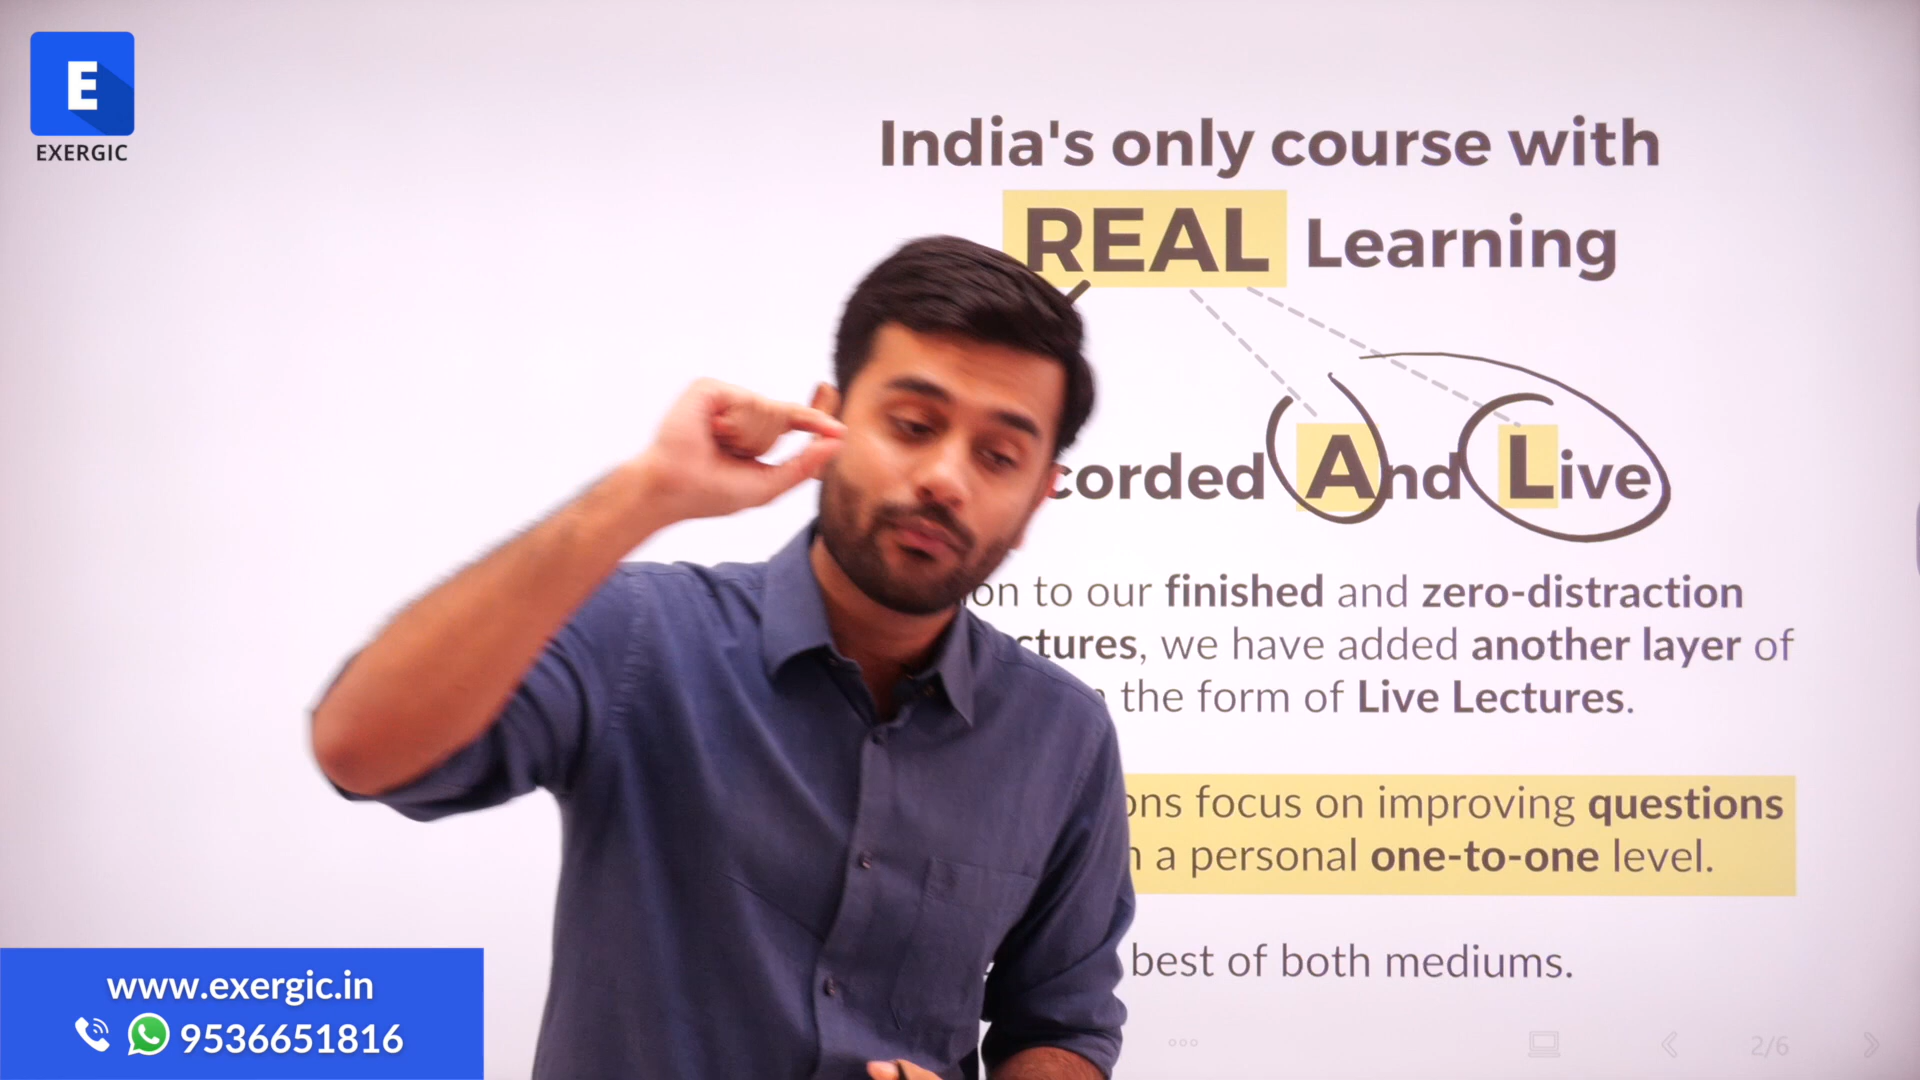 E
EXERGIC
India's only course with
REAL Learning
corded And Live
on to our finished and zero-distraction
ctures, we have added another layer of
the form of Live Lectures.
ons focus on improving questions
a personal one-to-one level.
best of both mediums.
www.exergic.in
9536651816
2/6